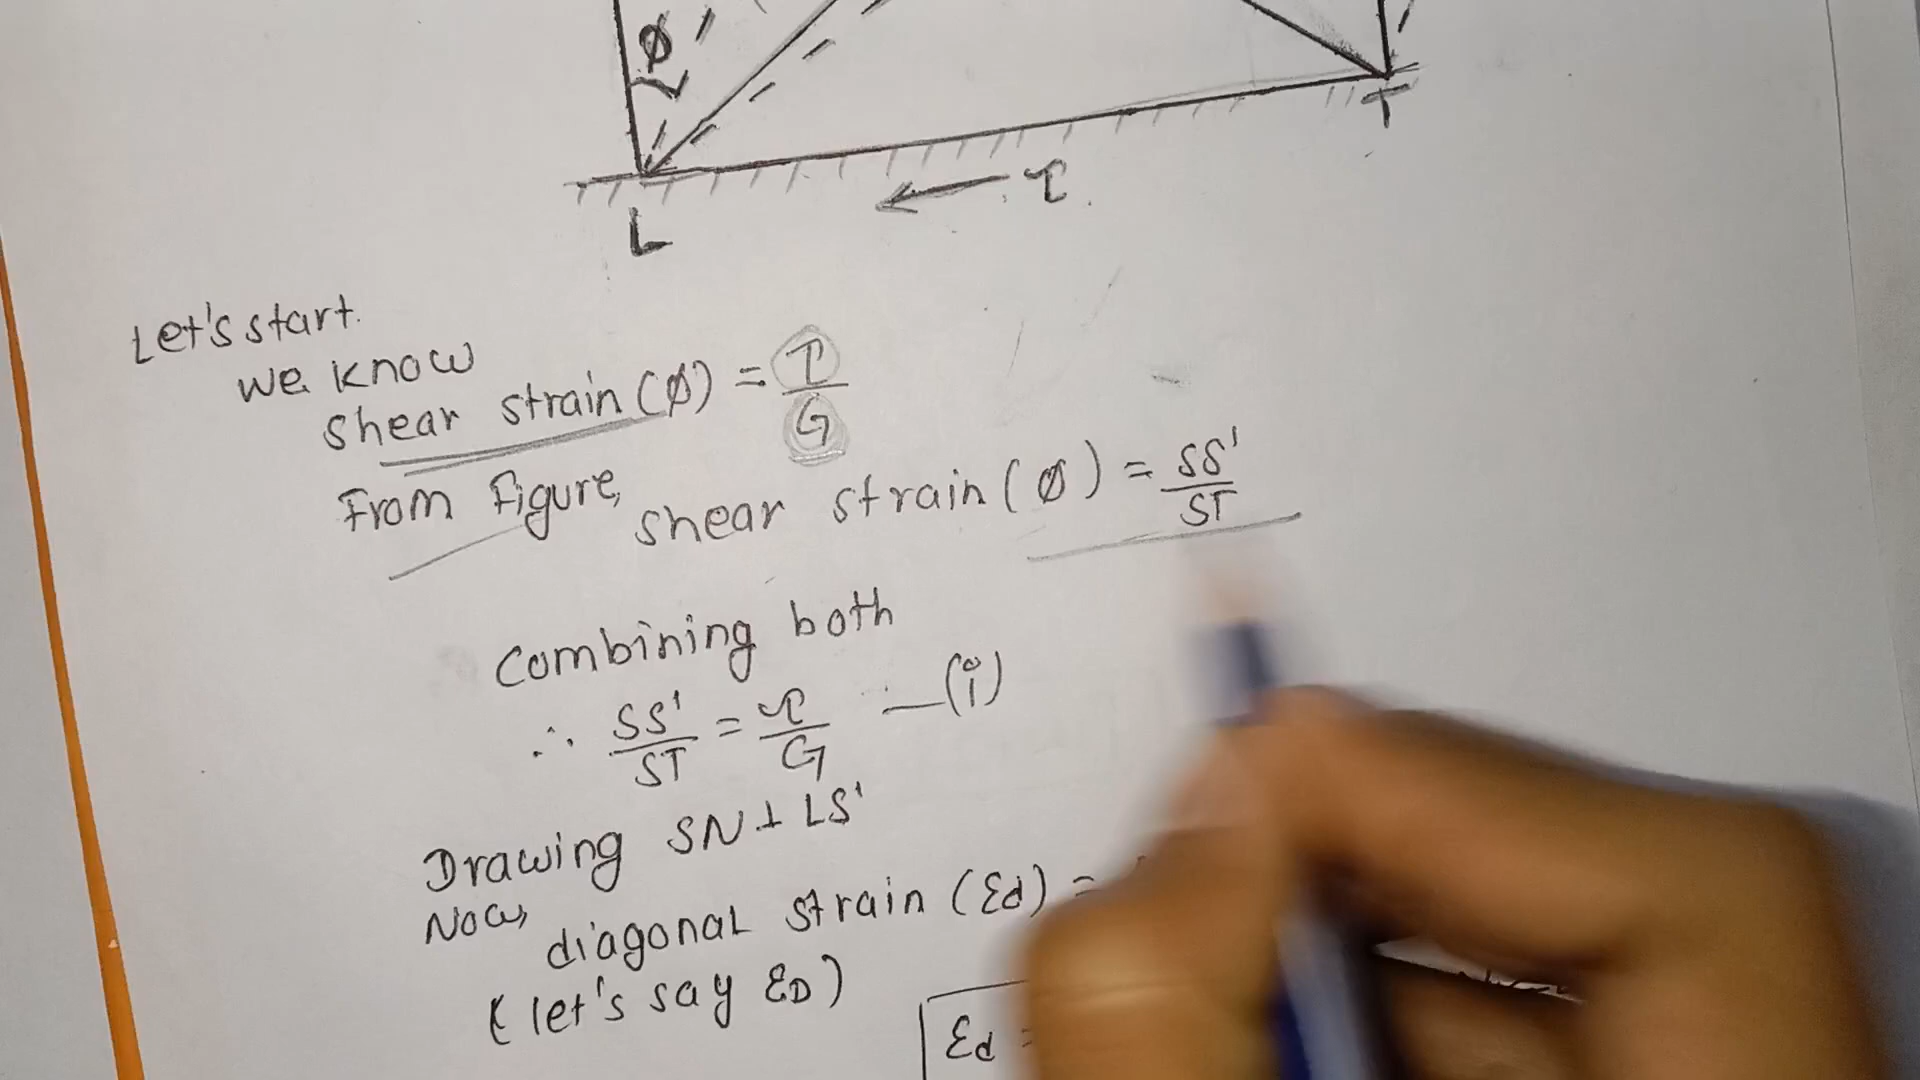 φ
T
τ
L
Let's start.
we know
shear strain (φ) = τ/G
From figure,
shear strain (φ) = SS'/ST
Combining both
∴ SS'/ST = τ/G —(i)
Drawing SN ⊥ LS'
Now,
diagonal strain (εd) =
(let's say εD)
εd =